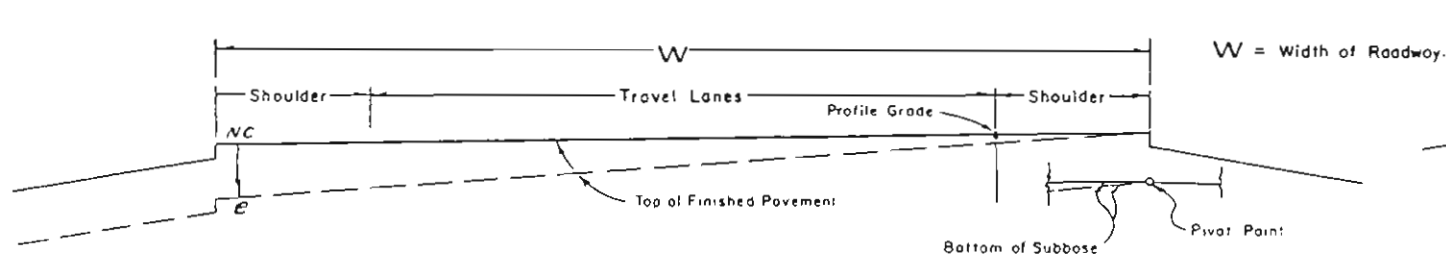 W
W = Width of Roadway.
Shoulder
Travel Lanes
Shoulder
Profile Grade
NC
e
Top of Finished Pavement
Pivot Point
Bottom of Subbase